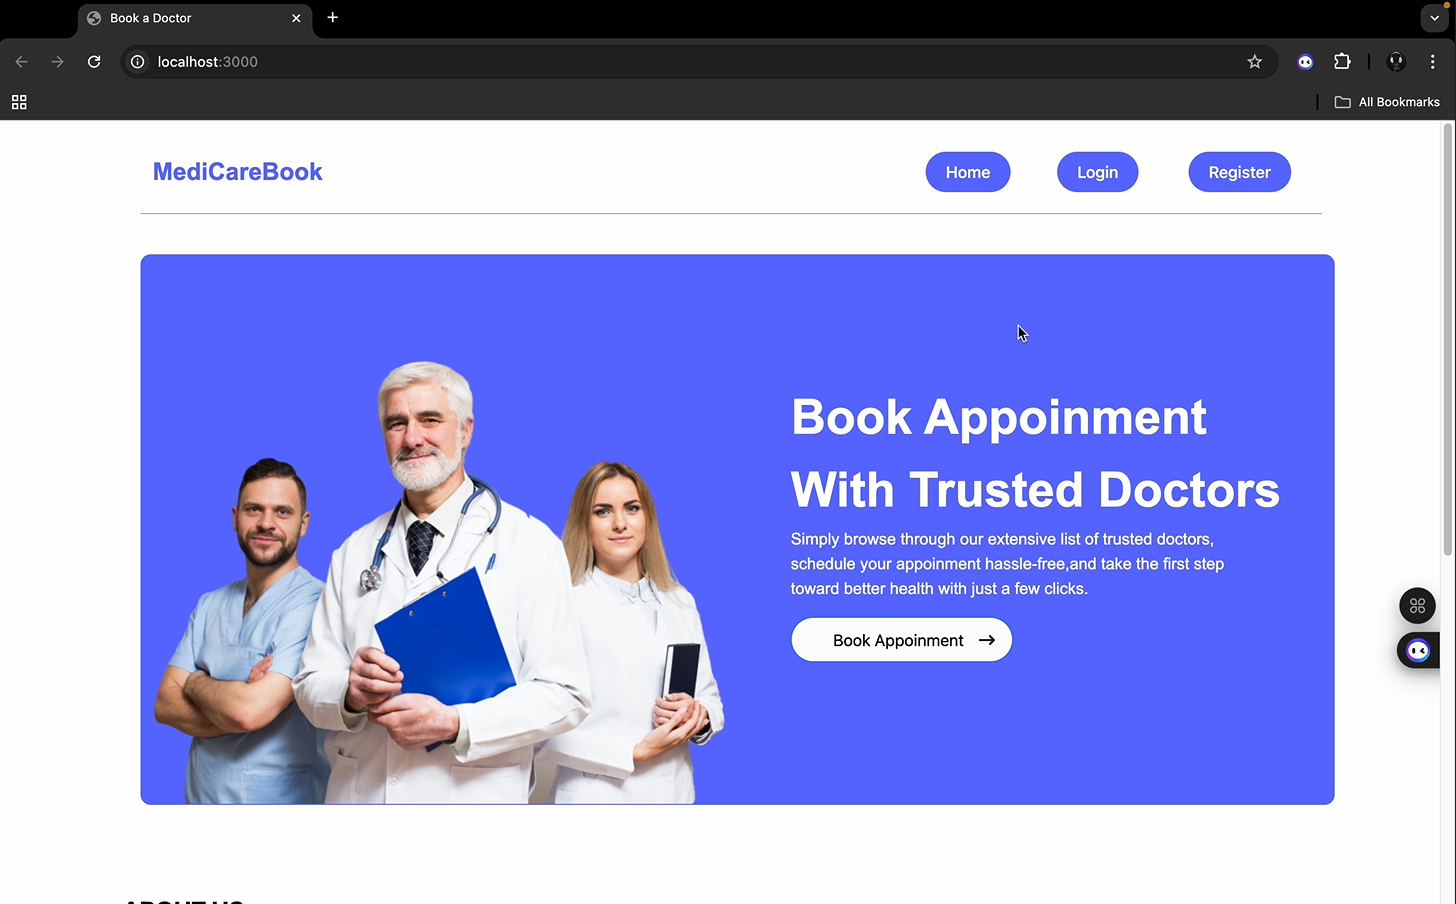 Book a Doctor
localhost:3000
All Bookmarks
MediCareBook
Home
Login
Register
Book Appoinment
With Trusted Doctors
Simply browse through our extensive list of trusted doctors,
schedule your appoinment hassle-free,and take the first step
toward better health with just a few clicks.
Book Appoinment
ABOUT US